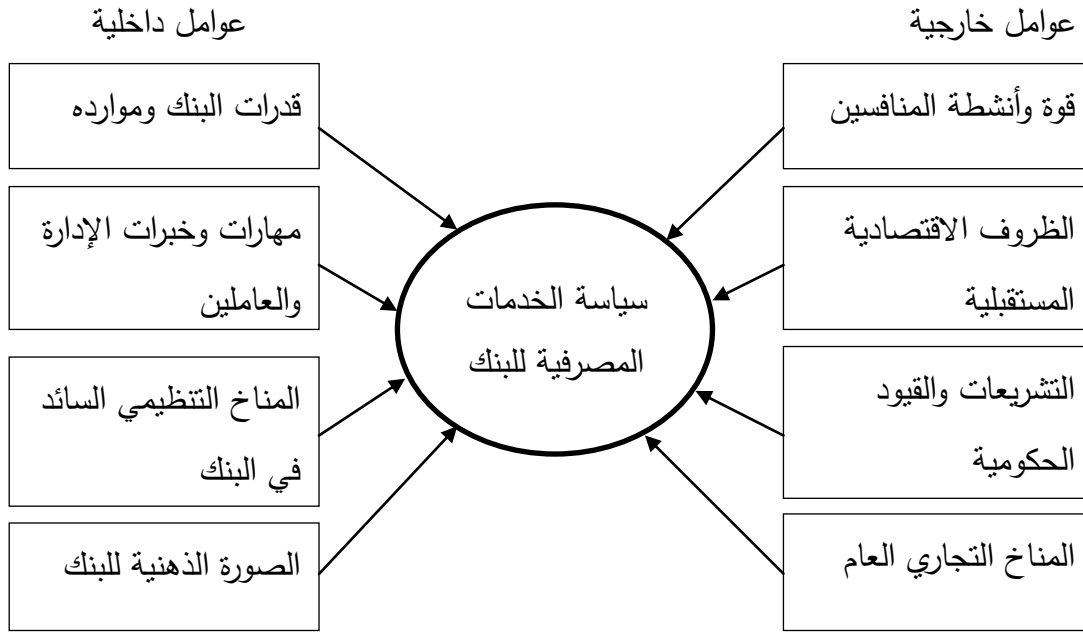 عوامل خارجية
عوامل داخلية
قوة وأنشطة المنافسين
الظروف الاقتصادية
المستقبلية
التشريعات والقيود
الحكومية
المناخ التجاري العام
سياسة الخدمات
المصرفية للبنك
قدرات البنك وموارده
مهارات وخبرات الإدارة
والعاملين
المناخ التنظيمي السائد
في البنك
الصورة الذهنية للبنك